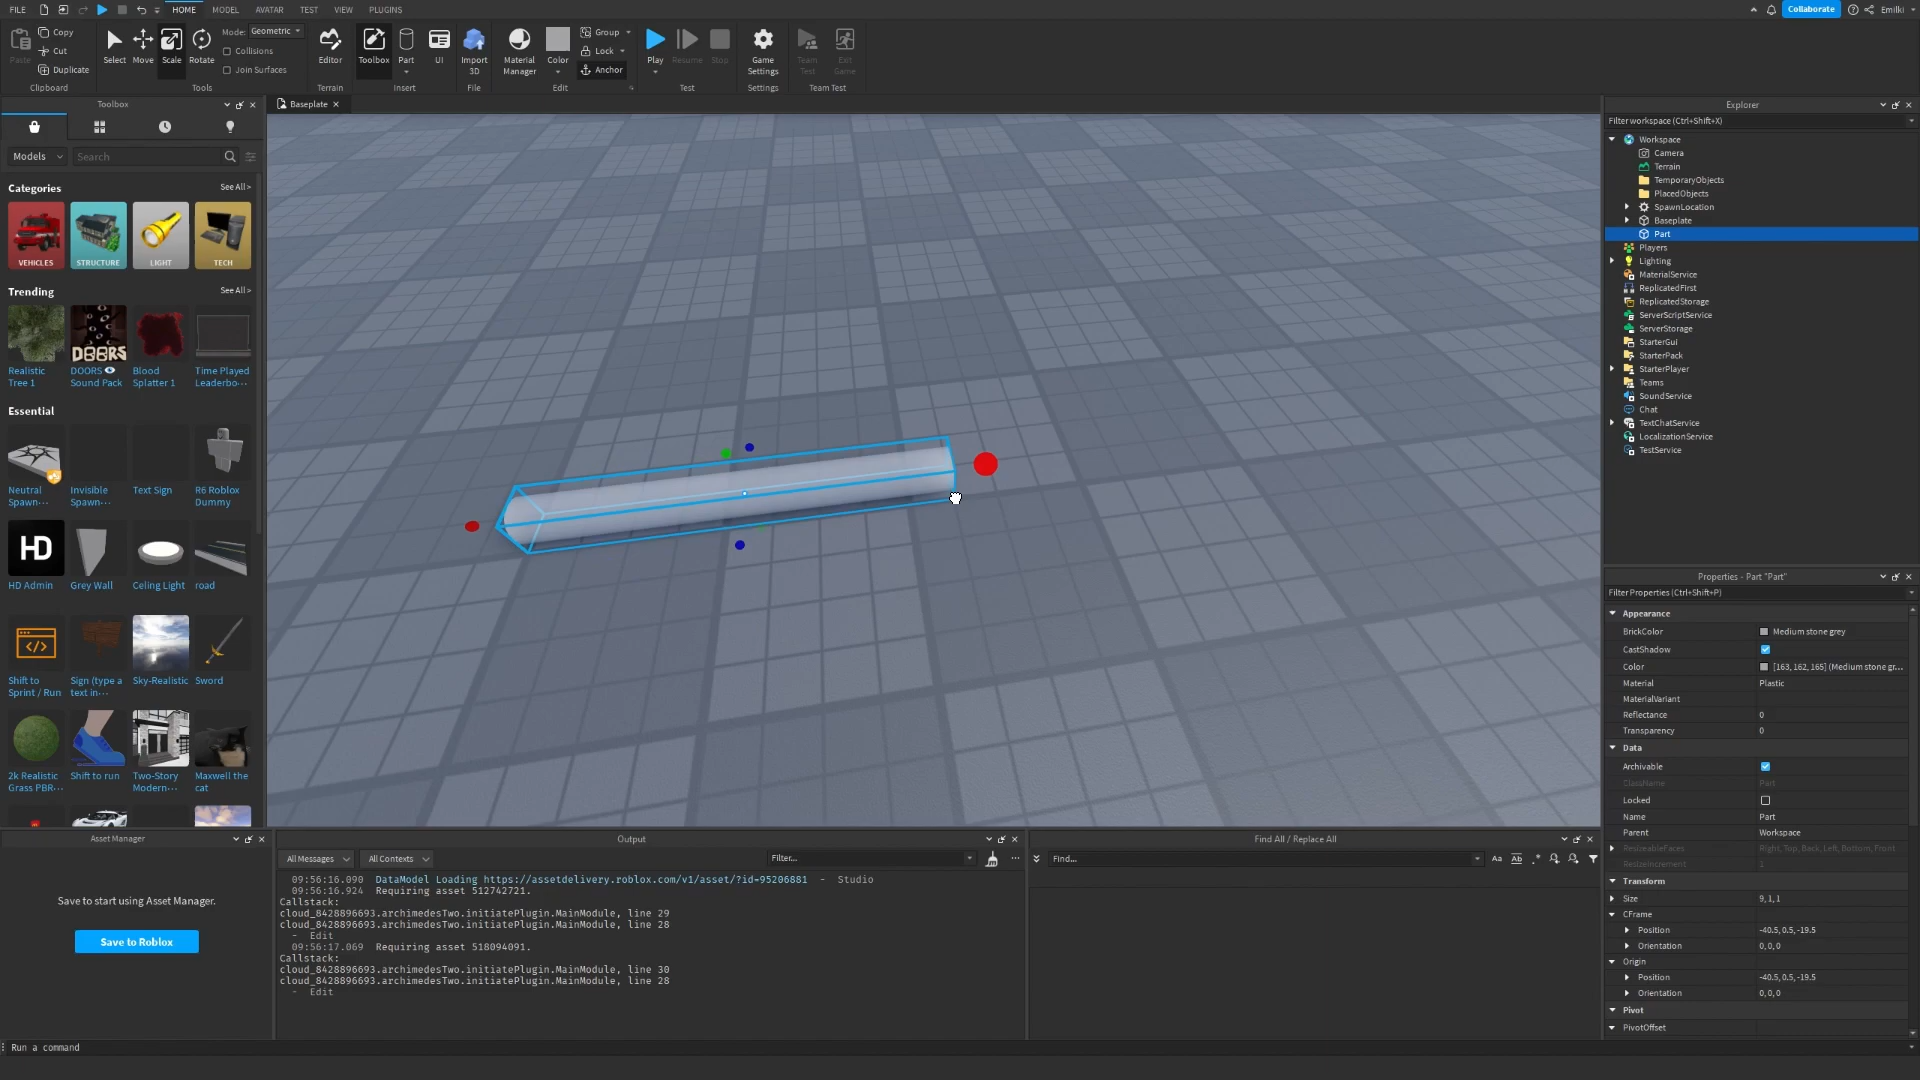 FILE
HOME
MODEL
AVATAR
TEST
VIEW
PLUGINS
Collaborate
Emilki
Paste
Copy
Cut
Duplicate
Clipboard
Select
Move
Scale
Rotate
Mode: Geometric
Collisions
Join Surfaces
Tools
Editor
Terrain
Toolbox
Part
UI
Insert
Import
3D
File
Material
Manager
Color
Group
Lock
Anchor
Edit
Play
Resume
Stop
Test
Game
Settings
Settings
Team
Test
Exit
Game
Team Test
Toolbox
Models
Search
Categories
See All >
VEHICLES
STRUCTURE
LIGHT
TECH
Trending
See All >
DOORS
Realistic
Tree 1
DOORS
Sound Pack
Blood
Splatter 1
Time Played
Leaderbo···
Essential
Neutral
Spawn···
Invisible
Spawn···
Text Sign
R6 Roblox
Dummy
HD
HD Admin
Grey Wall
Celing Light
road
Shift to
Sprint / Run
Sign (type a
text in···
Sky-Realistic
Sword
2k Realistic
Grass PBR···
Shift to run
Two-Story
Modern···
Maxwell the
cat
Baseplate
Explorer
Filter workspace (Ctrl+Shift+X)
Workspace
Camera
Terrain
TemporaryObjects
PlacedObjects
SpawnLocation
Baseplate
Part
Players
Lighting
MaterialService
ReplicatedFirst
ReplicatedStorage
ServerScriptService
ServerStorage
StarterGui
StarterPack
StarterPlayer
Teams
SoundService
Chat
TextChatService
LocalizationService
TestService
Properties - Part "Part"
Filter Properties (Ctrl+Shift+P)
Appearance
BrickColor Medium stone grey
CastShadow
Color [163, 162, 165] (Medium stone gr...
Material Plastic
MaterialVariant
Reflectance 0
Transparency 0
Data
Archivable
ClassName Part
Locked
Name Part
Parent Workspace
ResizeableFaces Right, Top, Back, Left, Bottom, Front
ResizeIncrement 1
Transform
Size 9, 1, 1
CFrame
Position -40.5, 0.5, -19.5
Orientation 0, 0, 0
Origin
Position -40.5, 0.5, -19.5
Orientation 0, 0, 0
Pivot
PivotOffset
Asset Manager
Save to start using Asset Manager.
Save to Roblox
Output
All Messages
All Contexts
Filter...
09:56:16.090 DataModel Loading https://assetdelivery.roblox.com/v1/asset/?id=95206881 - Studio
09:56:16.924 Requiring asset 512742721.
Callstack:
cloud_8428896693.archimedesTwo.initiatePlugin.MainModule, line 29
cloud_8428896693.archimedesTwo.initiatePlugin.MainModule, line 28
- Edit
09:56:17.069 Requiring asset 518094091.
Callstack:
cloud_8428896693.archimedesTwo.initiatePlugin.MainModule, line 30
cloud_8428896693.archimedesTwo.initiatePlugin.MainModule, line 28
- Edit
Find All / Replace All
Find...
Aa
Ab
.*
Run a command